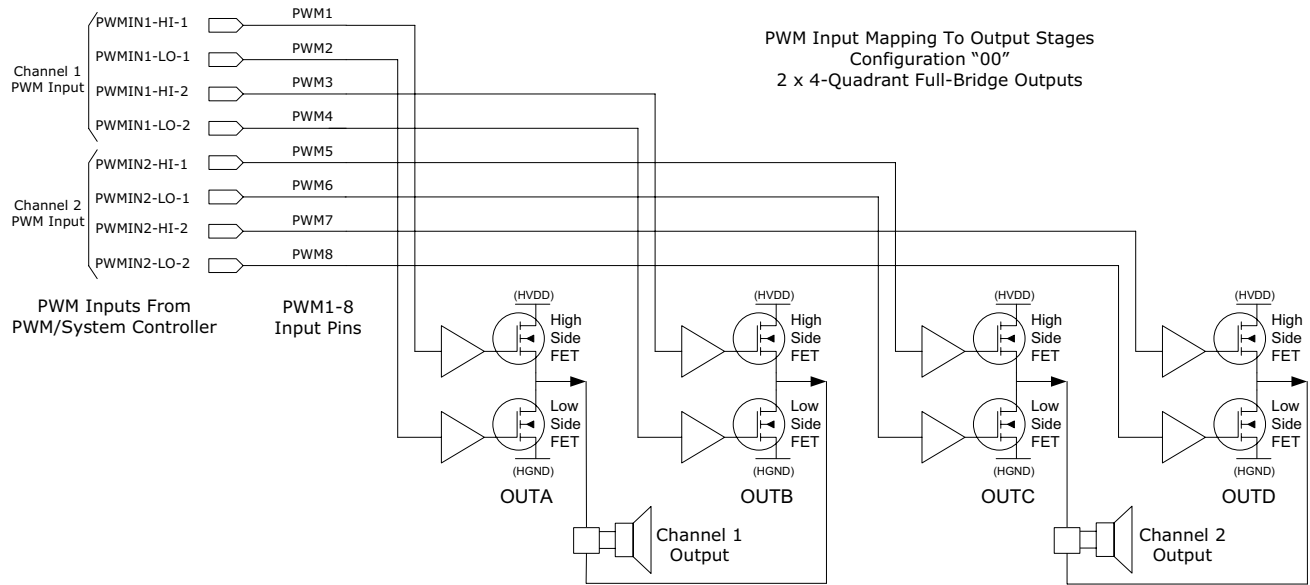 PWM Input Mapping To Output Stages
Configuration “00”
2 x 4-Quadrant Full-Bridge Outputs
Channel 1
PWM Input
PWMIN1-HI-1
PWM1
PWMIN1-LO-1
PWM2
PWMIN1-HI-2
PWM3
PWMIN1-LO-2
PWM4
Channel 2
PWM Input
PWMIN2-HI-1
PWM5
PWMIN2-LO-1
PWM6
PWMIN2-HI-2
PWM7
PWMIN2-LO-2
PWM8
PWM Inputs From
PWM/System Controller
PWM1-8
Input Pins
(HVDD)
High
Side
FET
Low
Side
FET
(HGND)
OUTA
(HVDD)
High
Side
FET
Low
Side
FET
(HGND)
OUTB
(HVDD)
High
Side
FET
Low
Side
FET
(HGND)
OUTC
(HVDD)
High
Side
FET
Low
Side
FET
(HGND)
OUTD
Channel 1
Output
Channel 2
Output